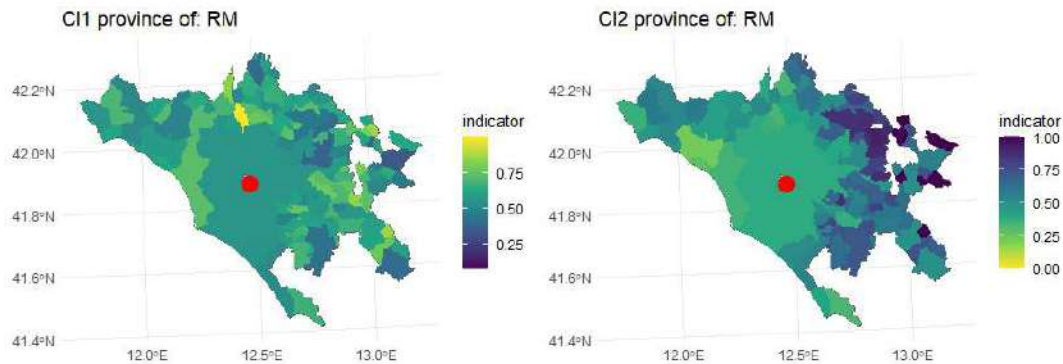 CI1 province of: RM
42.2°N
42.0°N
41.8°N
41.6°N
41.4°N
12.0°E
12.5°E
13.0°E
indicator
0.75
0.50
0.25
CI2 province of: RM
42.2°N
42.0°N
41.8°N
41.6°N
41.4°N
12.0°E
12.5°E
13.0°E
indicator
1.00
0.75
0.50
0.25
0.00